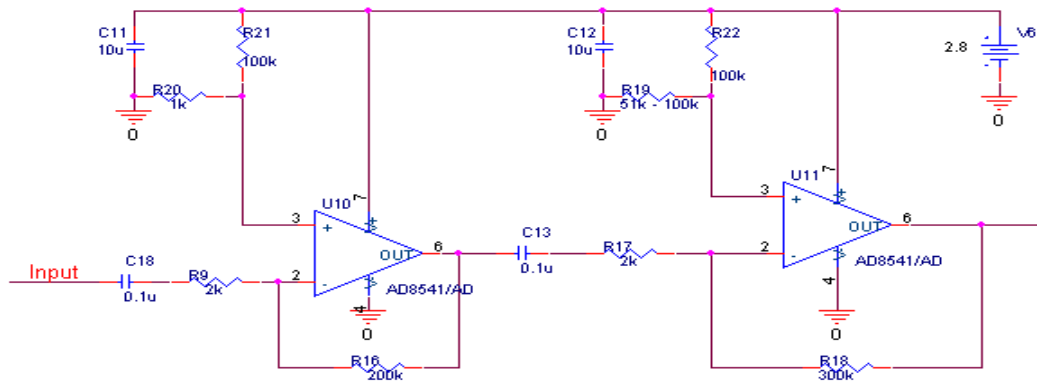 C11
10u
R21
100k
R20
1k
0
C12
10u
R22
100k
R19
51k - 100k
0
2.8
V6
0
U10
7
3
+
2
-
OUT
6
4
AD8541/AD
0
Input
C18
0.1u
R9
2k
R16
200k
C13
0.1u
R17
2k
U11
7
3
+
2
-
OUT
6
4
AD8541/AD
0
R18
300k